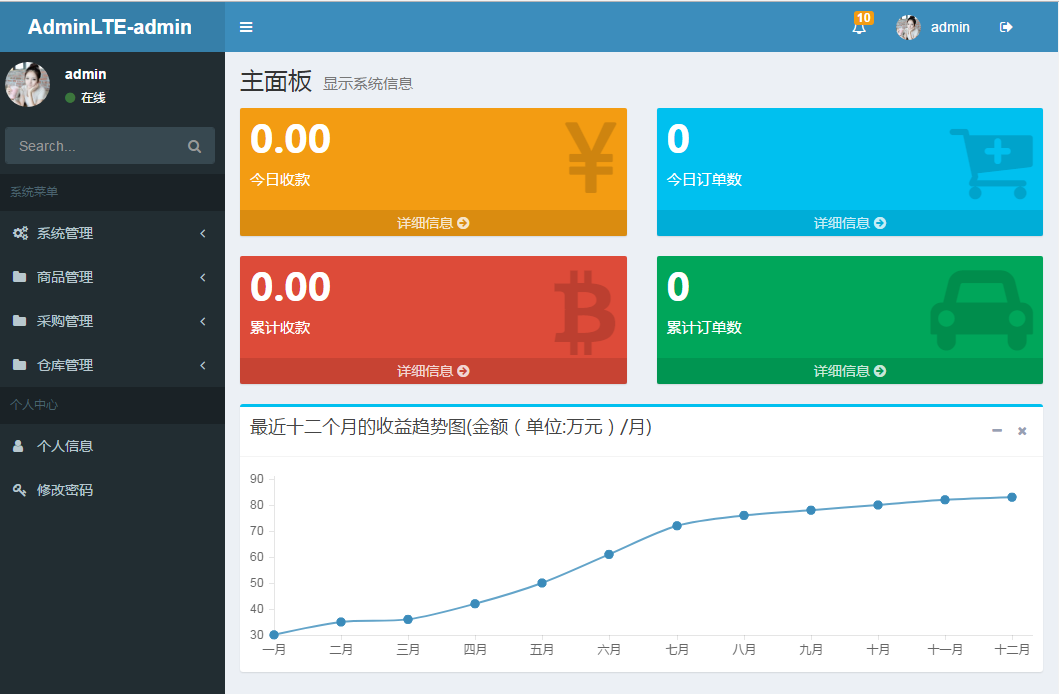 AdminLTE-admin
10
admin
admin
在线
Search...
系统菜单
系统管理
商品管理
采购管理
仓库管理
个人中心
个人信息
修改密码
主面板 显示系统信息
0.00
今日收款
详细信息
0
今日订单数
详细信息
0.00
累计收款
详细信息
0
累计订单数
详细信息
最近十二个月的收益趋势图(金额（单位:万元）/月)
90
80
70
60
50
40
30
一月 二月 三月 四月 五月 六月 七月 八月 九月 十月 十一月 十二月